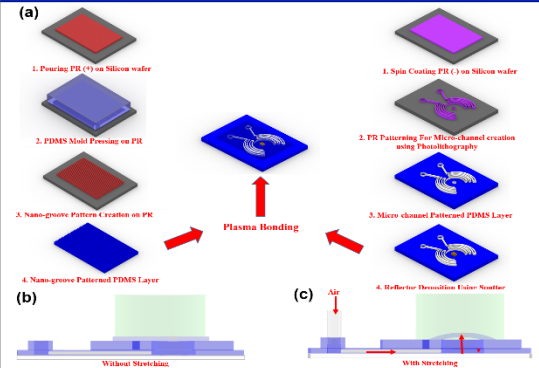 (a)
1. Pouring PR (+) on Silicon wafer
1. Spin Coating PR (-) on Silicon wafer
2. PDMS Mold Pressing on PR
2. PR Patterning For Micro-channel creation
using Photolithography
3. Nano-groove Pattern Creation on PR
Plasma Bonding
3. Micro channel Patterned PDMS Layer
4. Nano-groove Patterned PDMS Layer
4. Reflector Deposition Using Sputter
(b)
(c)
Air
Without Stretching
With Stretching